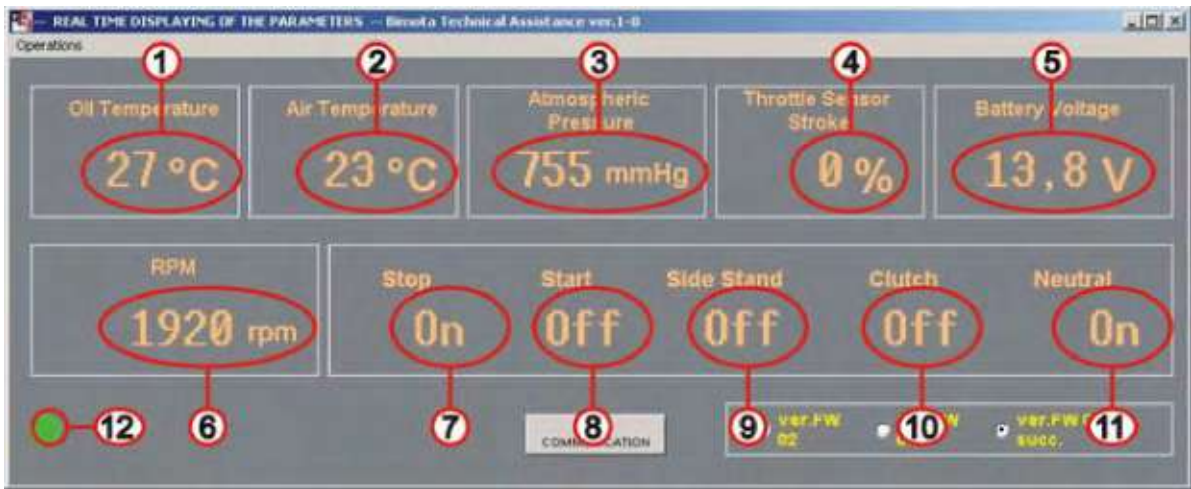 REAL TIME DISPLAYING OF THE PARAMETERS -- Bimota Technical Assistance ver.1-0
Operations
1 2 3 4 5
Oil Temperature
27 °C
Air Temperature
23 °C
Atmospheric
Pressure
755 mmHg
Throttle Sensor
Stroke
0 %
Battery Voltage
13,8 V
RPM
1920 rpm
Stop
On
Start
Off
Side Stand
Off
Clutch
Off
Neutral
On
12 6 7 8 9 10 11
COMMUNICATION
ver.FW
02
ver.FW
succ.